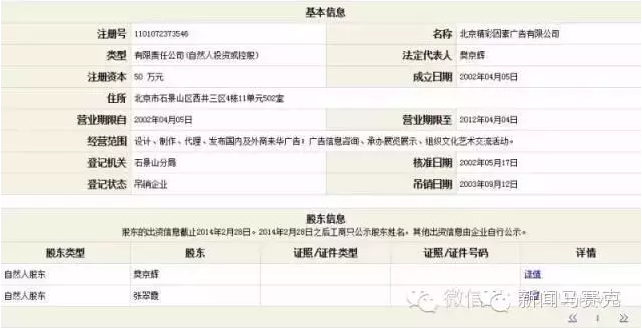 基本信息
注册号 1101072373546 名称 北京精彩因素广告有限公司
类型 有限责任公司(自然人投资或控股) 法定代表人 樊京辉
注册资本 50 万元 成立日期 2002年04月05日
住所 北京市石景山区西井三区4栋11单元502室
营业期限自 2002年04月05日 营业期限至 2012年04月04日
经营范围 设计、制作、代理、发布国内及外商来华广告；广告信息咨询、承办展览展示、组织文化艺术交流活动。
登记机关 石景山分局 核准日期 2002年05月17日
登记状态 吊销企业 吊销日期 2003年09月12日
股东信息
股东的出资信息截止2014年2月28日。2014年2月28日之后工商只公示股东姓名。其他出资信息由企业自行公示。
股东类型 股东 证照/证件类型 证照/证件号码 详情
自然人股东 樊京辉 详情
自然人股东 张翠霞
微信 新闻马赛克
<< 1 >>